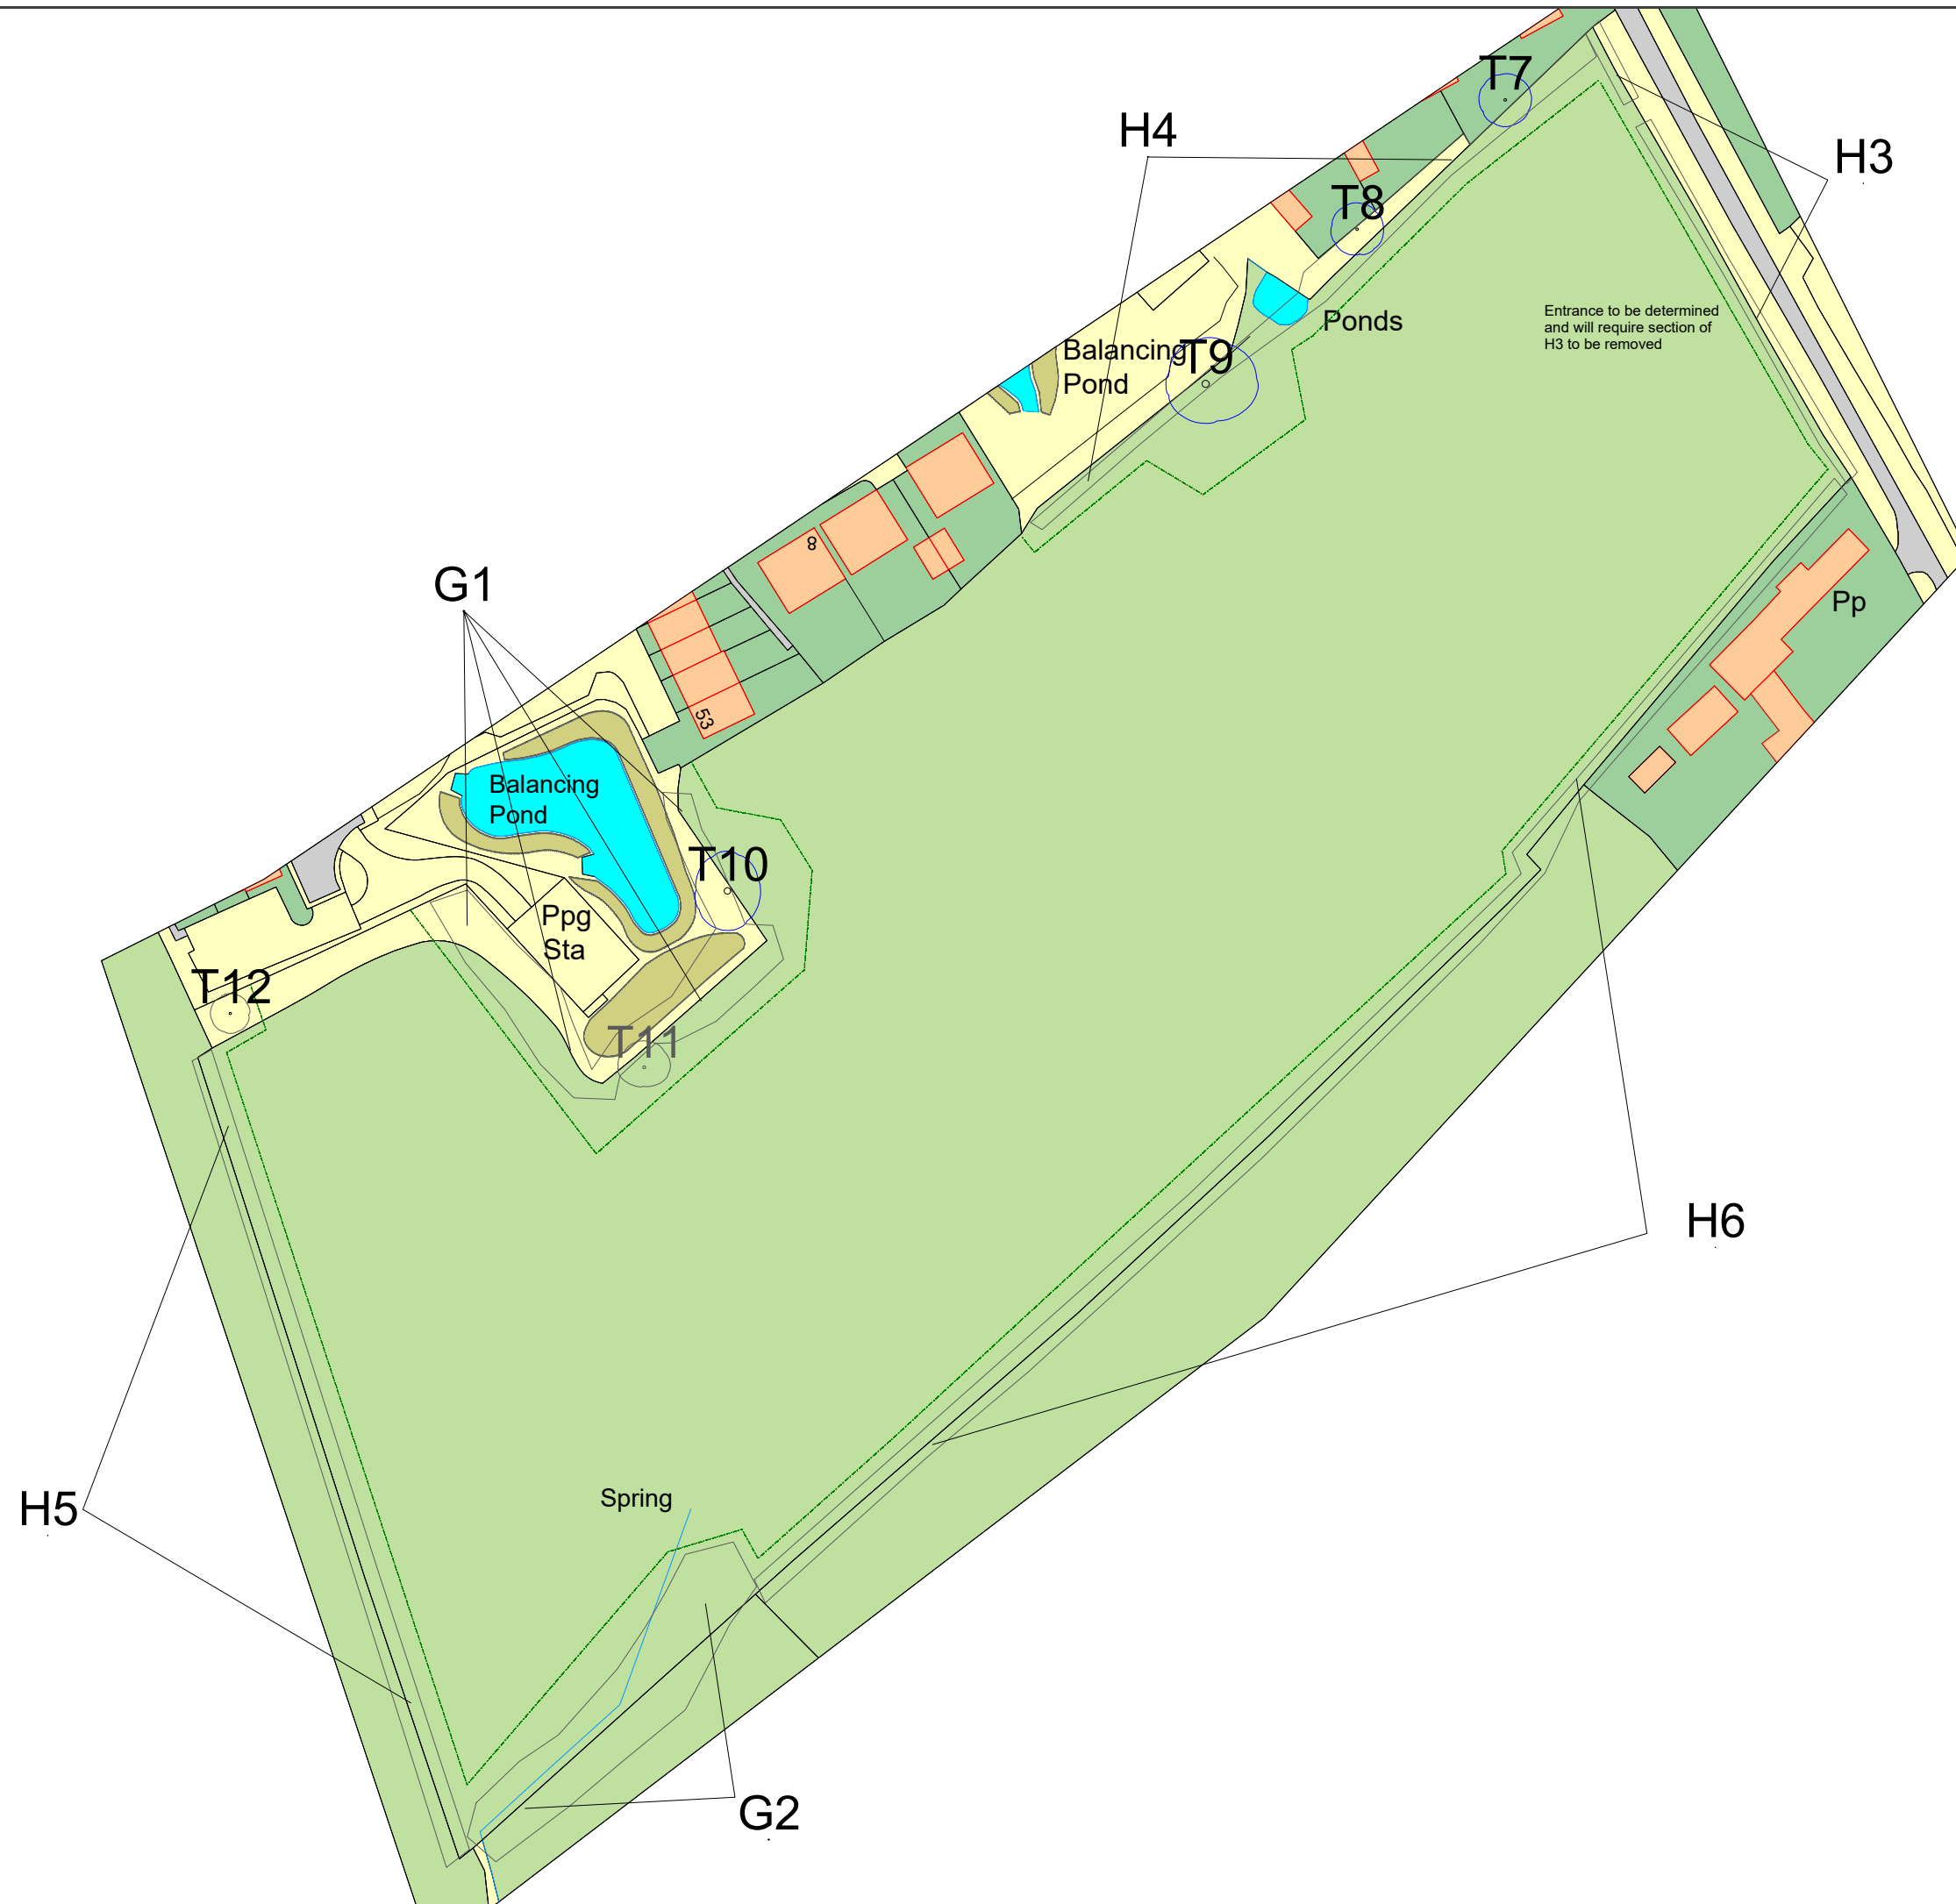 T7
H4
H3
T8
Entrance to be determined
and will require section of
H3 to be removed
Ponds
Balancing
Pond
T9
8
G1
Pp
53
Balancing
Pond
T10
Ppg
Sta
T12
T11
H6
Spring
H5
G2